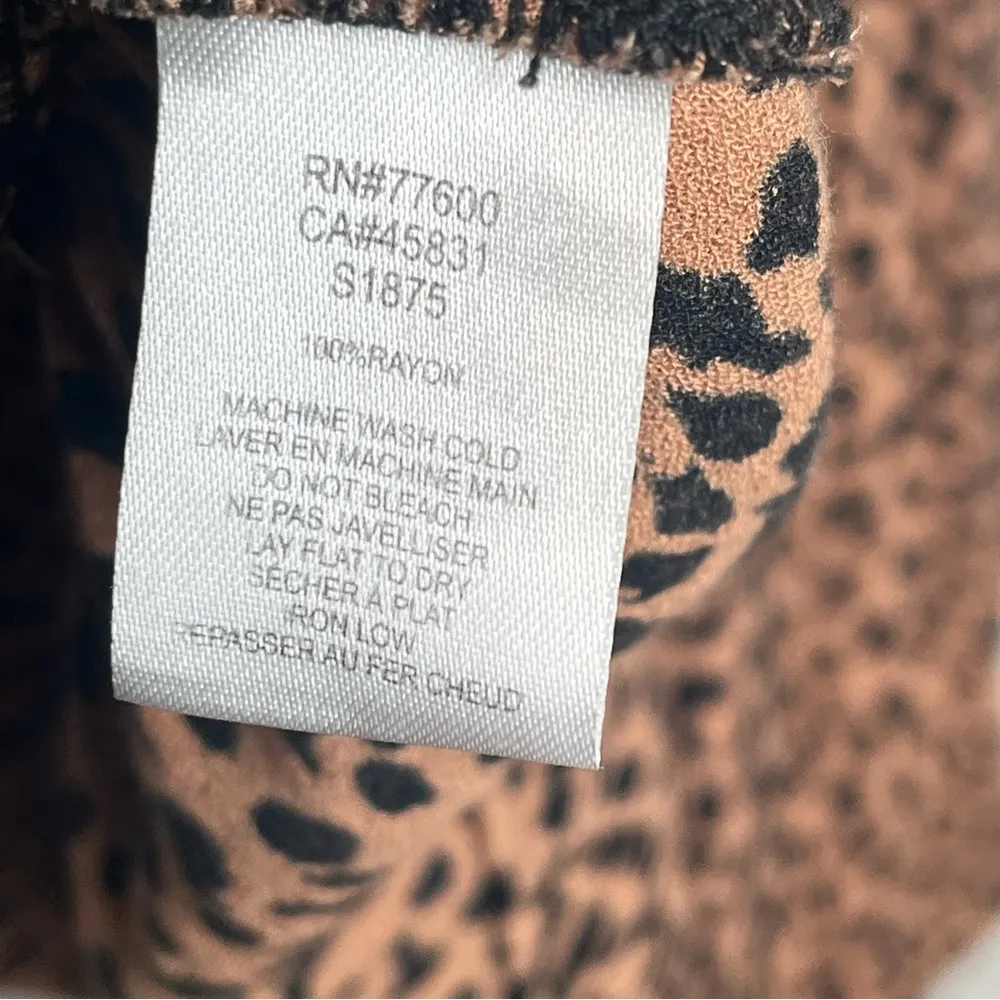 RN#77600
CA#45831
S1875
100%RAYON
MACHINE WASH COLD
LAVER EN MACHINE MAIN
DO NOT BLEACH
NE PAS JAVELLISER
LAY FLAT TO DRY
SECHER A PLAT
IRON LOW
REPASSER AU FER CHEUD